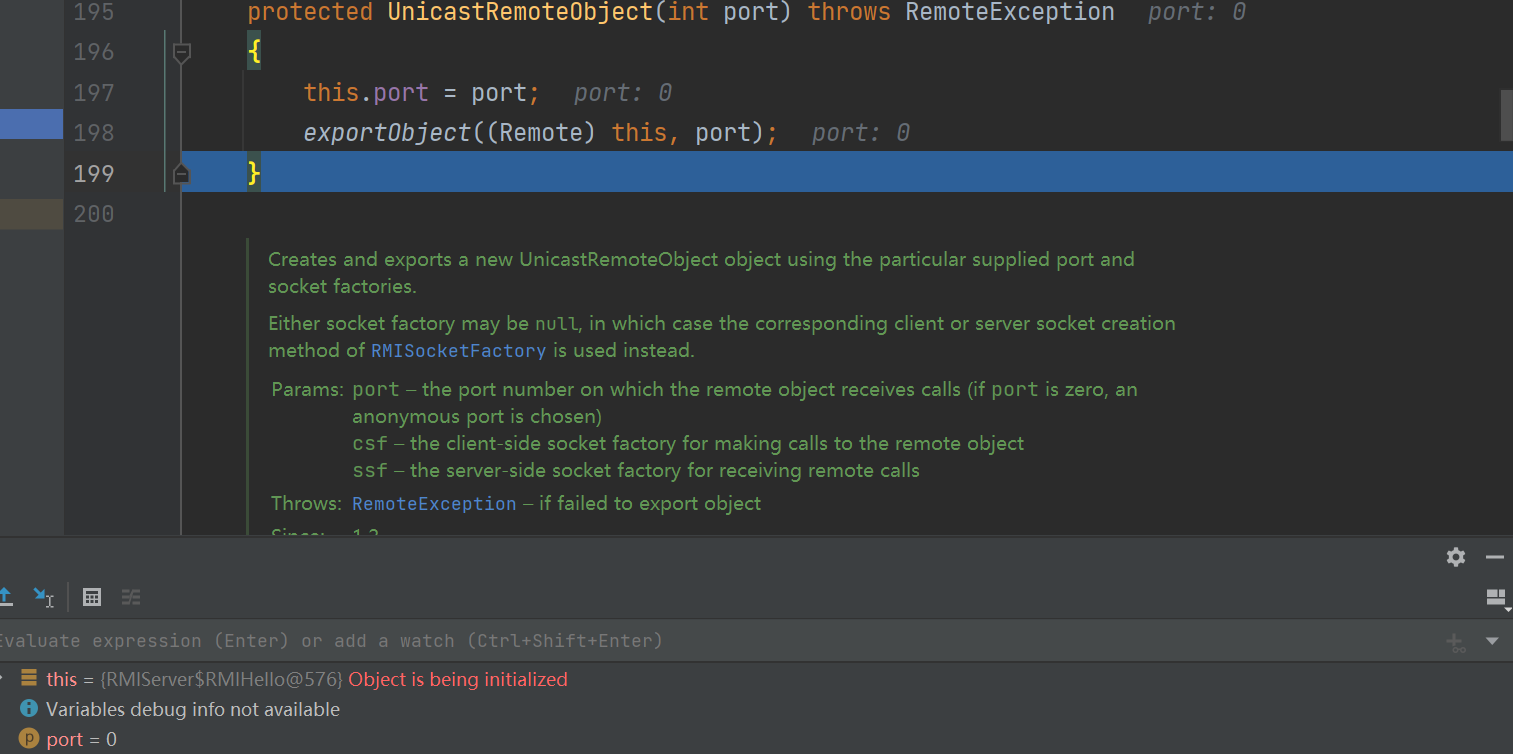 195 protected UnicastRemoteObject(int port) throws RemoteException port: 0
196 {
197 this.port = port; port: 0
198 exportObject((Remote) this, port); port: 0
199 }
200
Creates and exports a new UnicastRemoteObject object using the particular supplied port and
socket factories.
Either socket factory may be null, in which case the corresponding client or server socket creation
method of RMISocketFactory is used instead.
Params: port – the port number on which the remote object receives calls (if port is zero, an
anonymous port is chosen)
csf – the client-side socket factory for making calls to the remote object
ssf – the server-side socket factory for receiving remote calls
Throws: RemoteException – if failed to export object
Evaluate expression (Enter) or add a watch (Ctrl+Shift+Enter)
this = {RMIServer$RMIHello@576} Object is being initialized
Variables debug info not available
port = 0